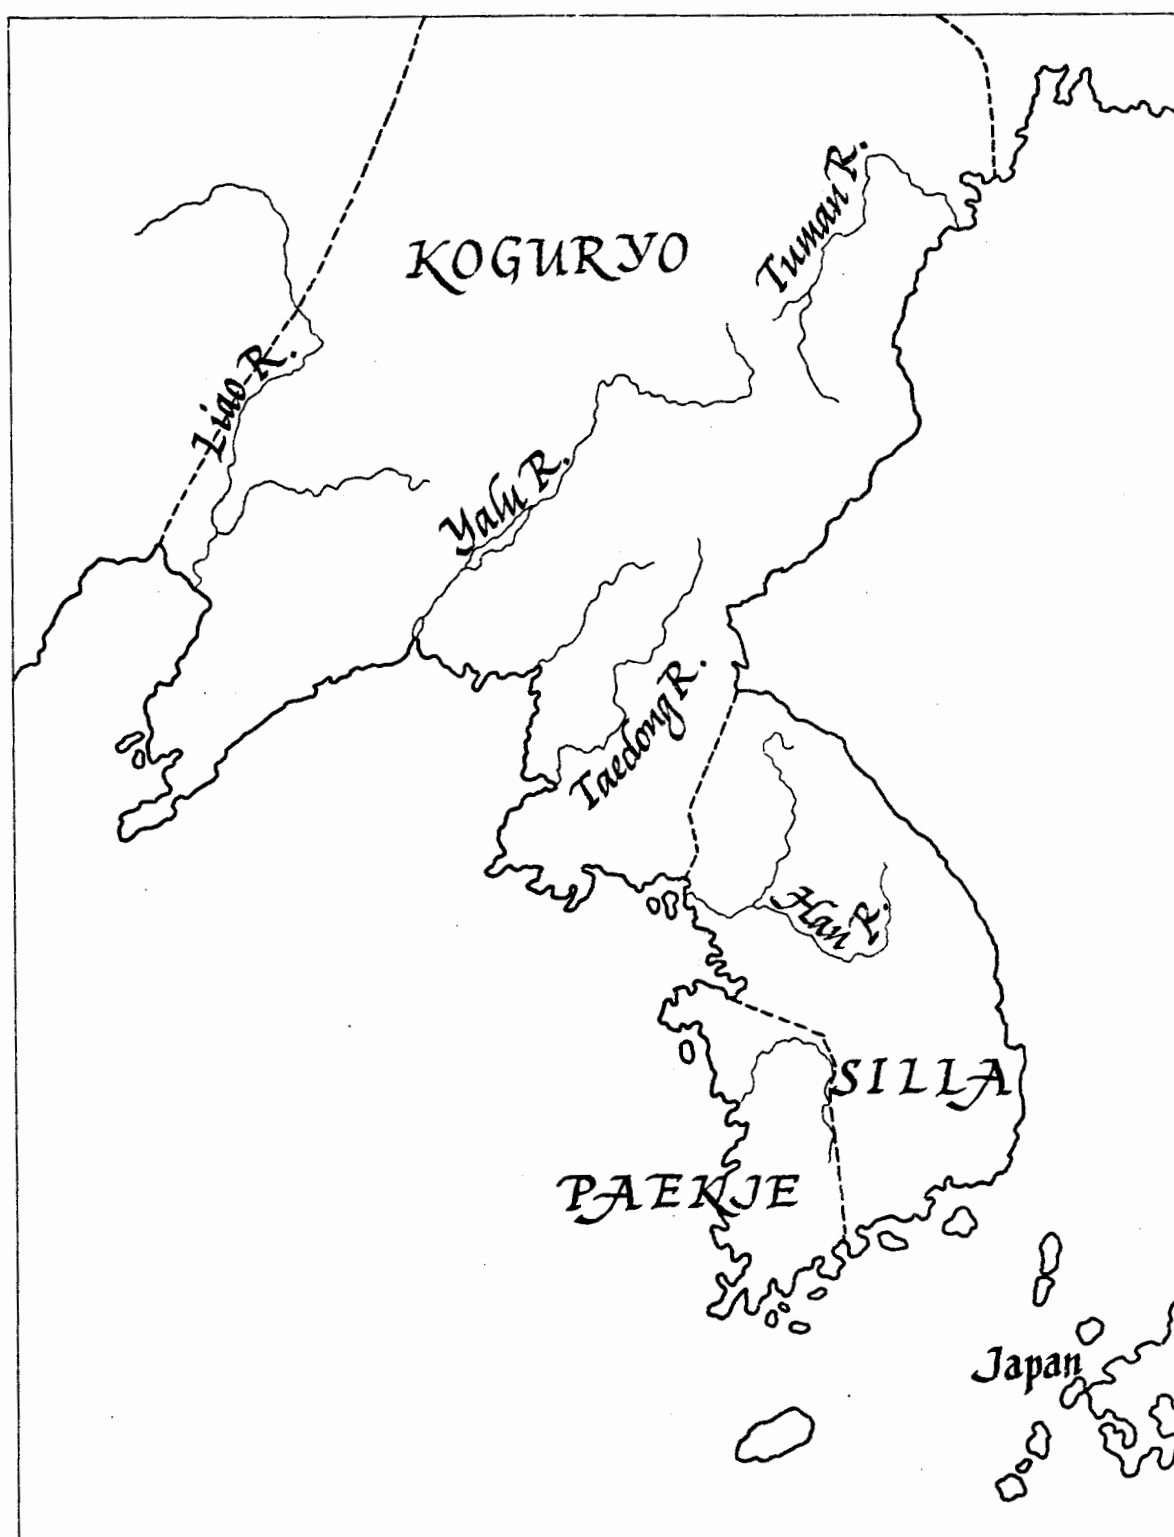 Tuman R.
KOGURYO
Liao R.
Yalu R.
Taedong R.
Han R.
SILLA
PAEKJE
Japan